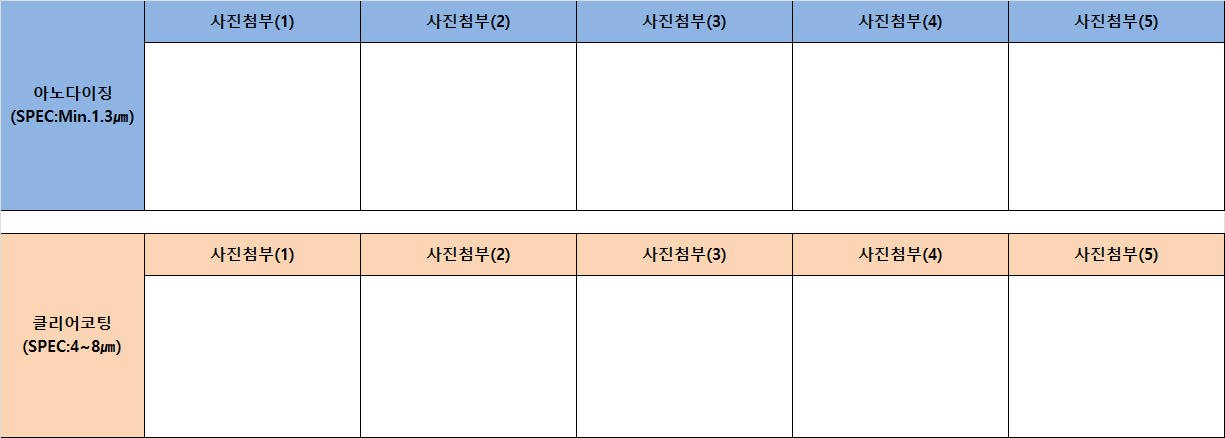 사진첨부(1) 사진첨부(2) 사진첨부(3) 사진첨부(4) 사진첨부(5)
아노다이징
(SPEC:Min.1.3㎛)
사진첨부(1) 사진첨부(2) 사진첨부(3) 사진첨부(4) 사진첨부(5)
클리어코팅
(SPEC:4~8㎛)